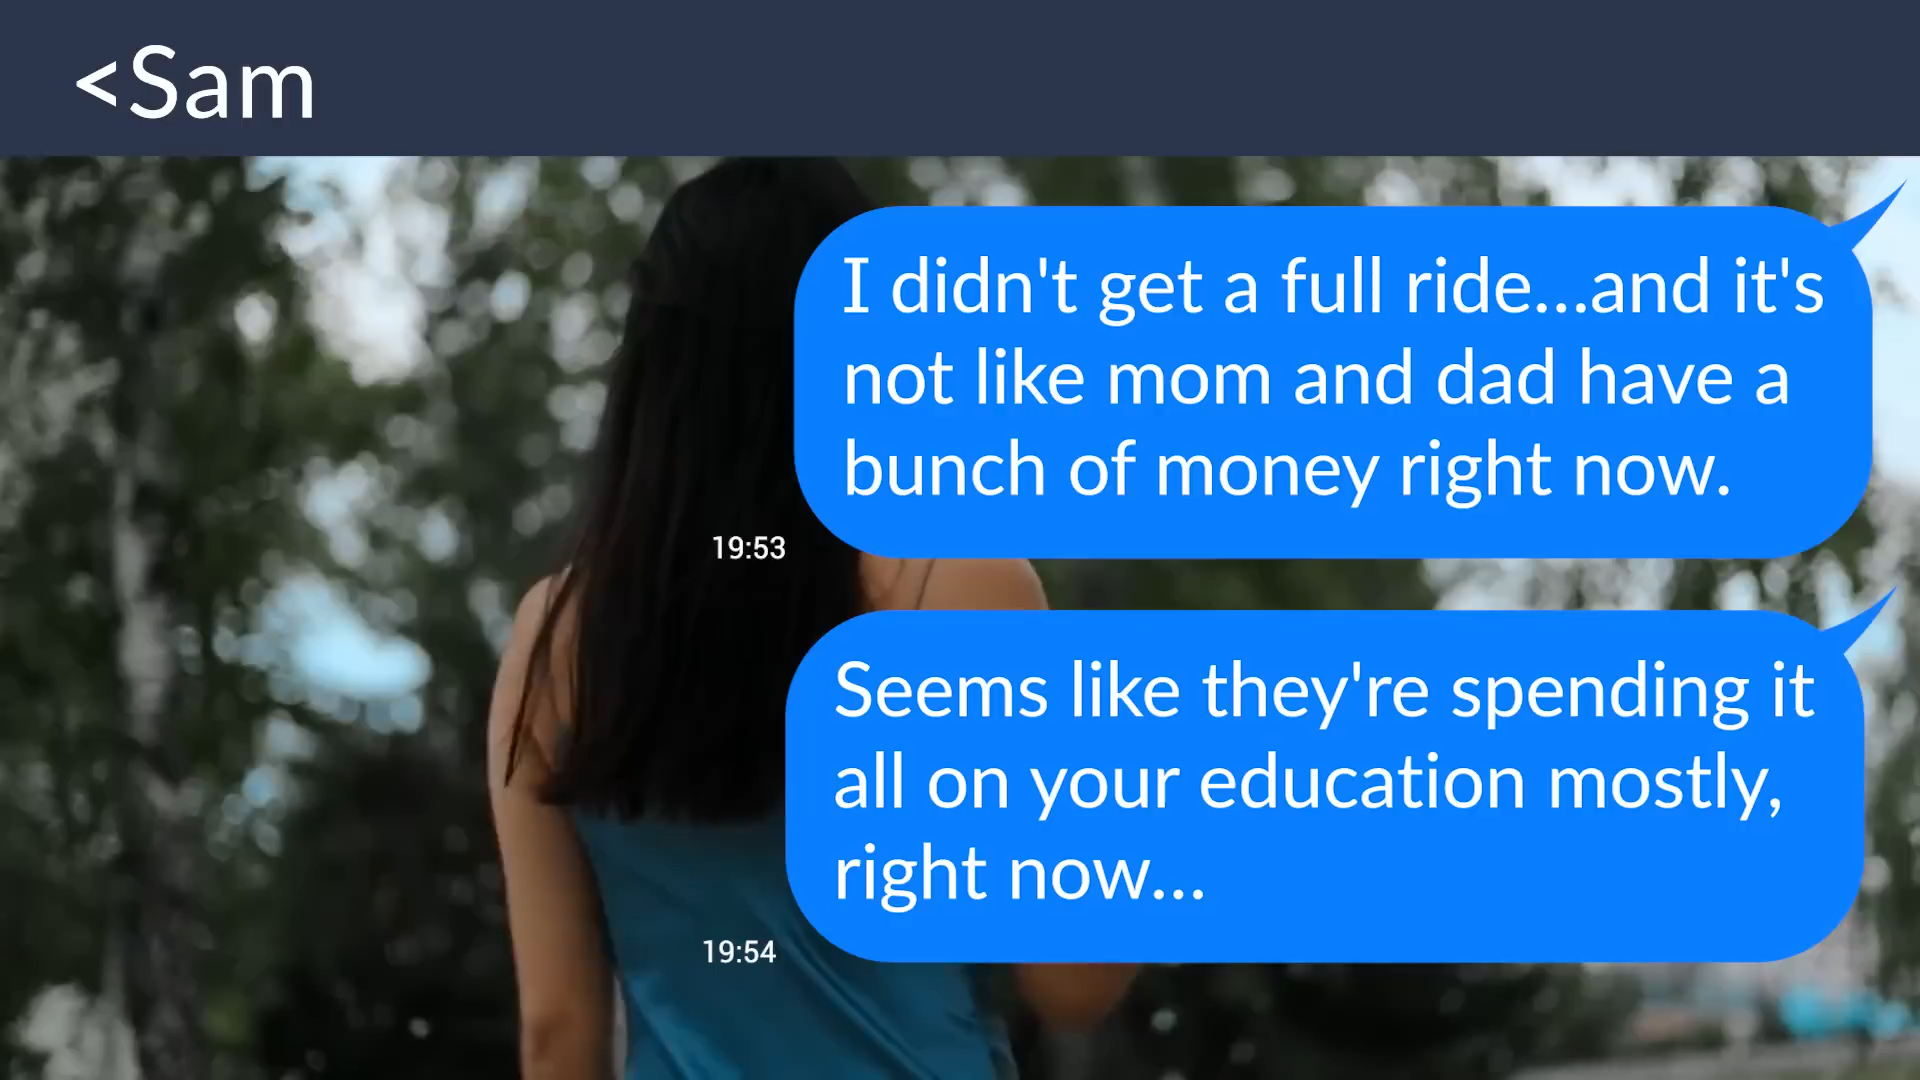 <Sam
I didn't get a full ride...and it's
not like mom and dad have a
bunch of money right now.
19:53
Seems like they're spending it
all on your education mostly,
right now...
19:54